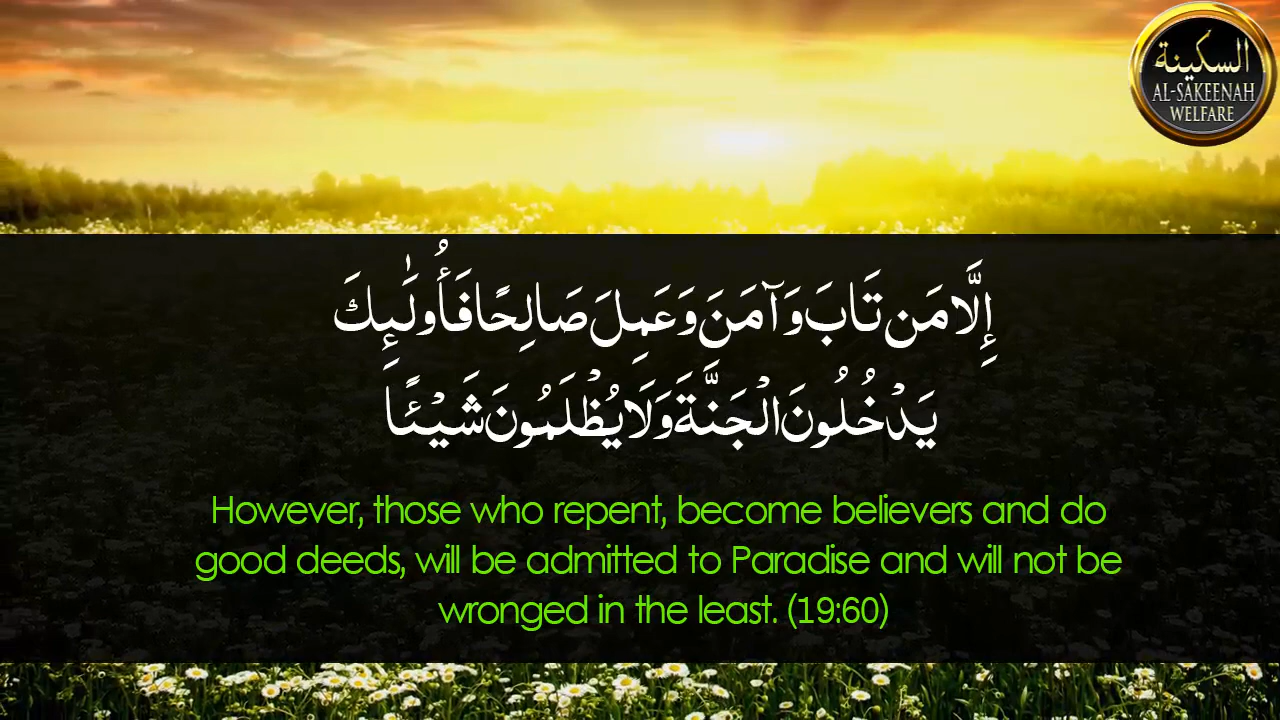 السكينة
AL-SAKEENAH
WELFARE
إِلَّا مَن تَابَ وَآمَنَ وَعَمِلَ صَالِحًا فَأُولَٰئِكَ
يَدْخُلُونَ الْجَنَّةَ وَلَا يُظْلَمُونَ شَيْئًا
However, those who repent, become believers and do
good deeds, will be admitted to Paradise and will not be
wronged in the least. (19:60)